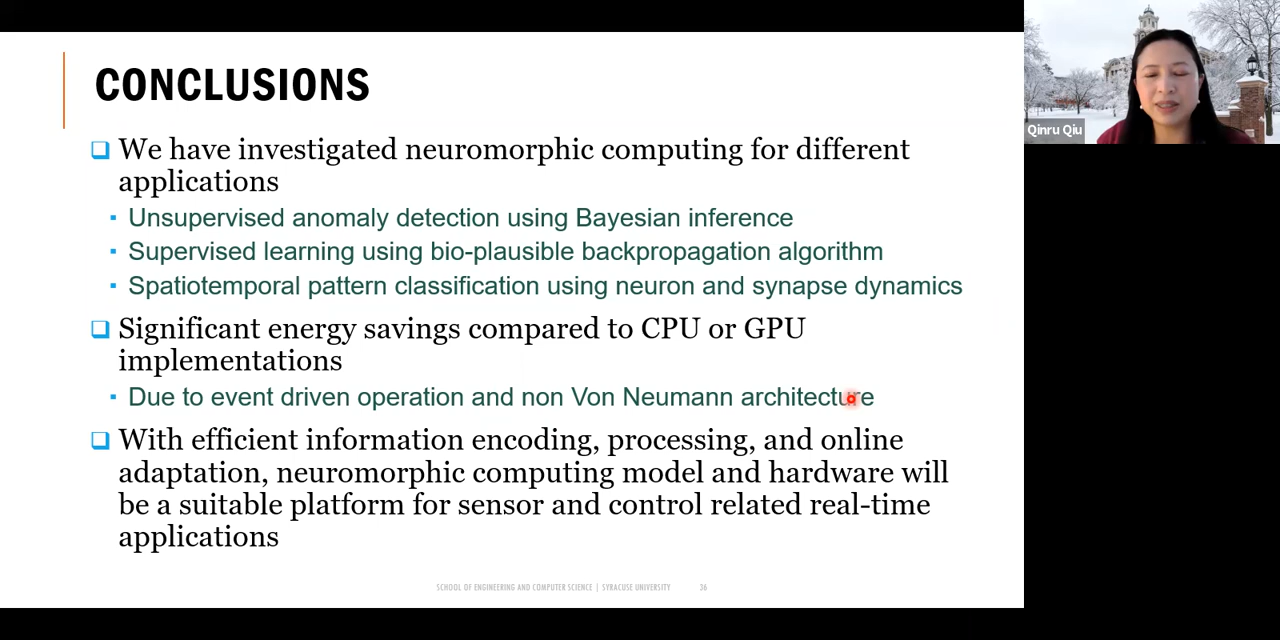 CONCLUSIONS
We have investigated neuromorphic computing for different
applications
Unsupervised anomaly detection using Bayesian inference
Supervised learning using bio-plausible backpropagation algorithm
Spatiotemporal pattern classification using neuron and synapse dynamics
Significant energy savings compared to CPU or GPU
implementations
Due to event driven operation and non Von Neumann architecture
With efficient information encoding, processing, and online
adaptation, neuromorphic computing model and hardware will
be a suitable platform for sensor and control related real-time
applications
SCHOOL OF ENGINEERING AND COMPUTER SCIENCE | SYRACUSE UNIVERSITY 36
Qinru Qiu